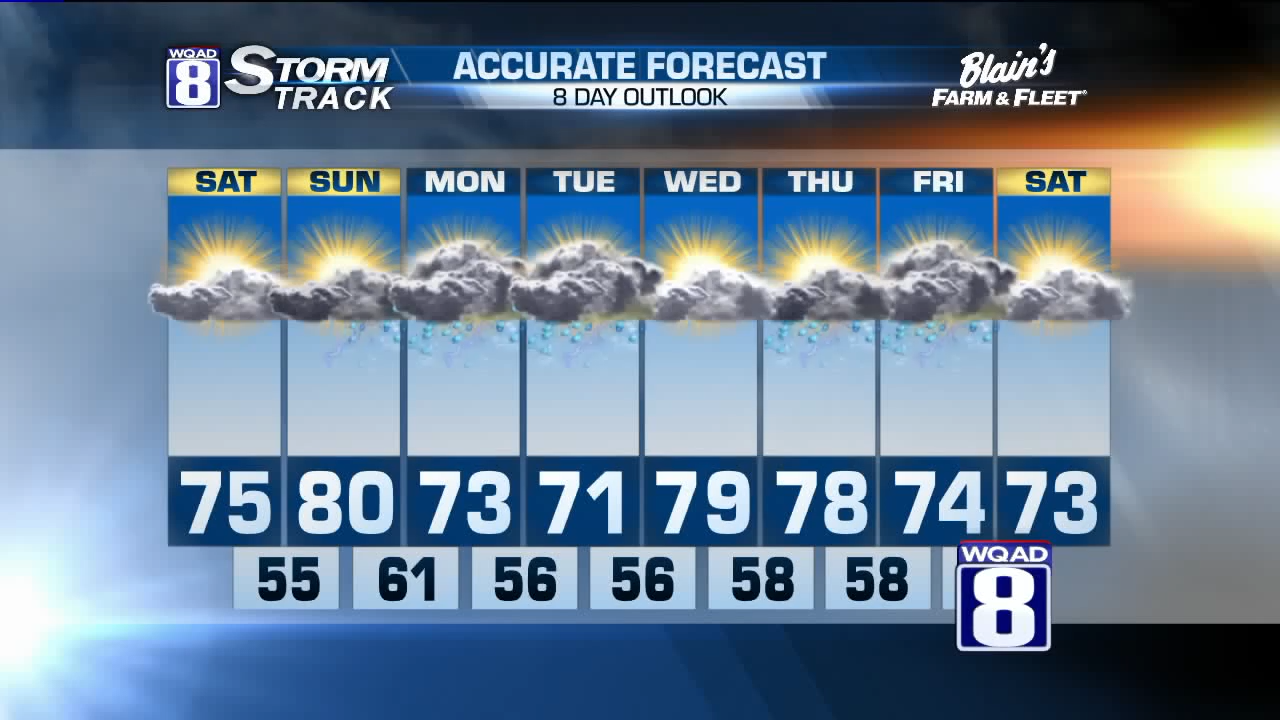 WQAD
8
STORM
TRACK
ACCURATE FORECAST
8 DAY OUTLOOK
Blain's
FARM & FLEET
SAT SUN MON TUE WED THU FRI SAT
75 80 73 71 79 78 74 73
55 61 56 56 58 58
WQAD
8